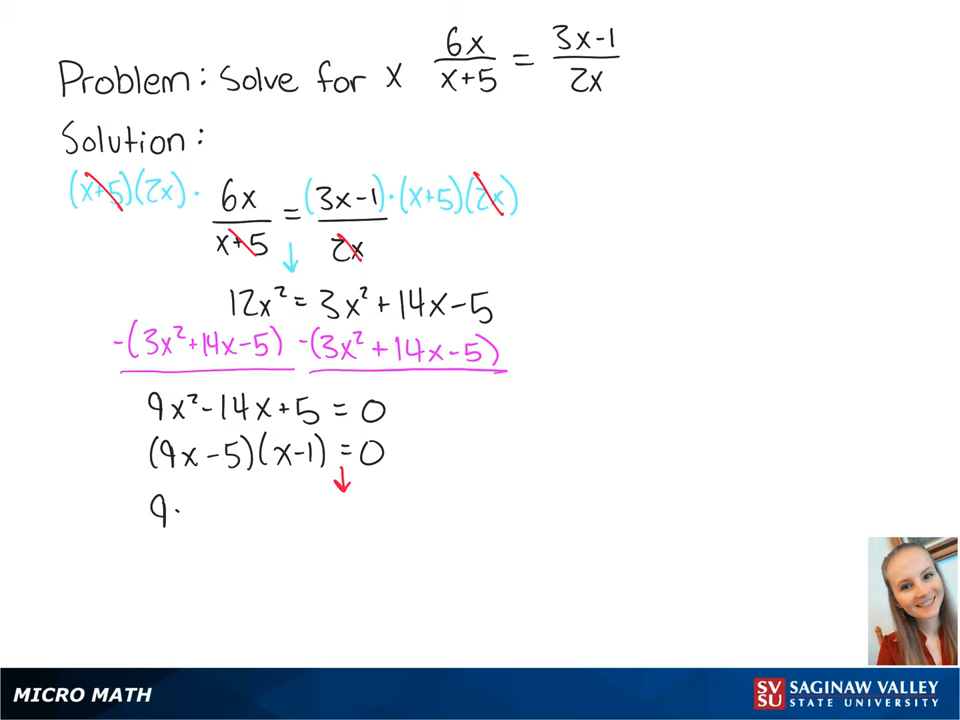 Problem: Solve for x 6x/(x+5) = (3x-1)/2x
Solution:
(x+5)(2x) · 6x/(x+5) = (3x-1)/2x · (x+5)(2x)
12x² = 3x² + 14x - 5
-(3x²+14x-5) -(3x²+14x-5)
9x² - 14x + 5 = 0
(9x-5)(x-1) = 0
9
MICRO MATH
SV
SU
SAGINAW VALLEY
STATE UNIVERSITY